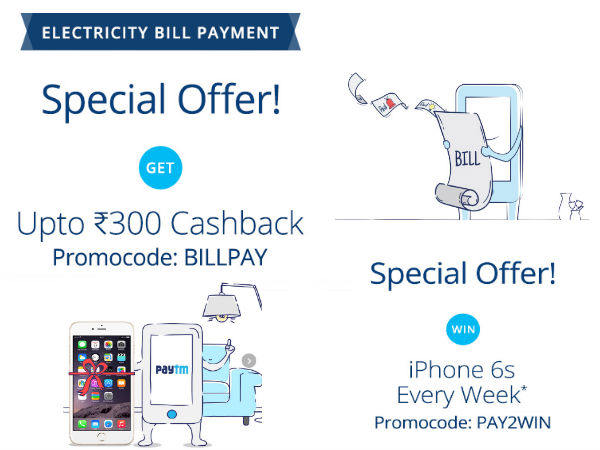 ELECTRICITY BILL PAYMENT
Special Offer!
GET
Upto ₹300 Cashback
Promocode: BILLPAY
paytm
BILL
Special Offer!
WIN
iPhone 6s
Every Week*
Promocode: PAY2WIN